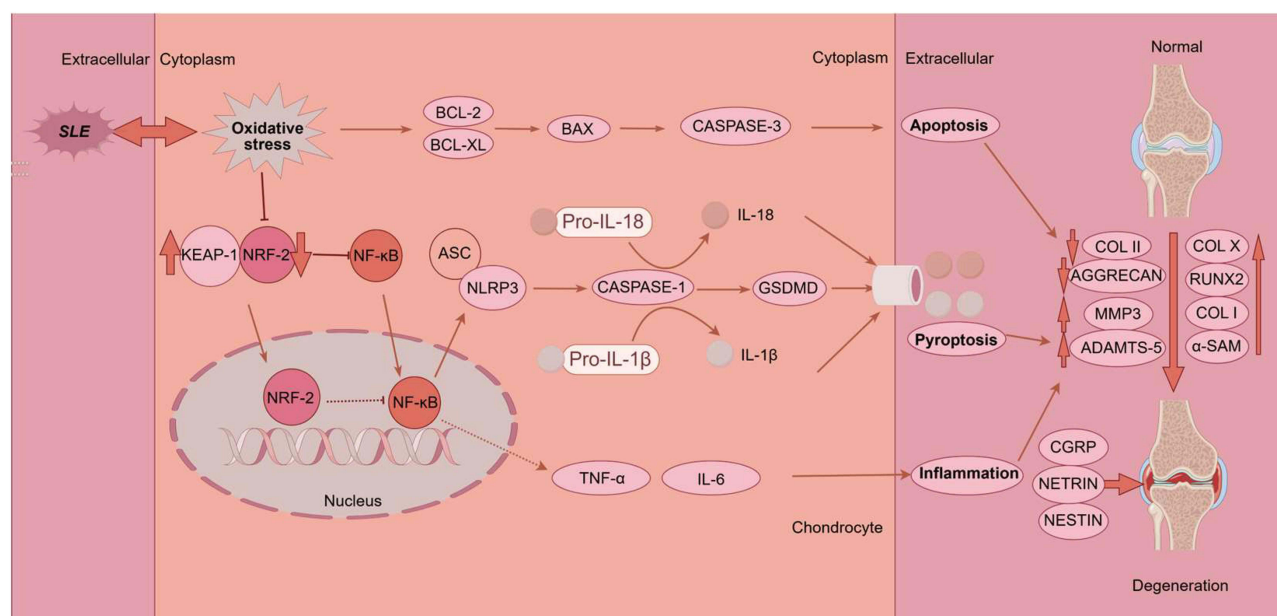 Extracellular
Cytoplasm
Cytoplasm
Extracellular
Normal
SLE
Oxidative
stress
BCL-2
BCL-XL
BAX
CASPASE-3
Apoptosis
Pro-IL-18
IL-18
KEAP-1
NRF-2
NF-κB
ASC
NLRP3
CASPASE-1
GSDMD
Pro-IL-1β
IL-1β
Pyroptosis
COL II
AGGRECAN
MMP3
ADAMTS-5
COL X
RUNX2
COL I
α-SAM
NRF-2
NF-κB
Nucleus
TNF-α
IL-6
Inflammation
CGRP
NETRIN
NESTIN
Chondrocyte
Degeneration